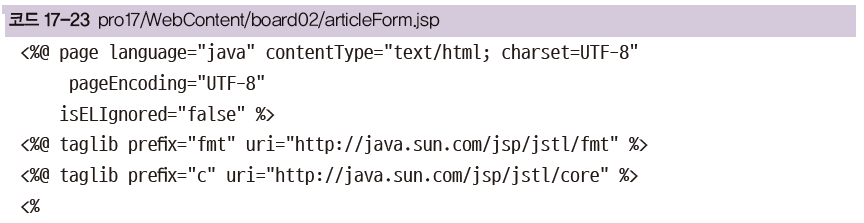 코드 17-23 pro17/WebContent/board02/articleForm.jsp
<%@ page language="java" contentType="text/html; charset=UTF-8"
pageEncoding="UTF-8"
isELIgnored="false" %>
<%@ taglib prefix="fmt" uri="http://java.sun.com/jsp/jstl/fmt" %>
<%@ taglib prefix="c" uri="http://java.sun.com/jsp/jstl/core" %>
<%